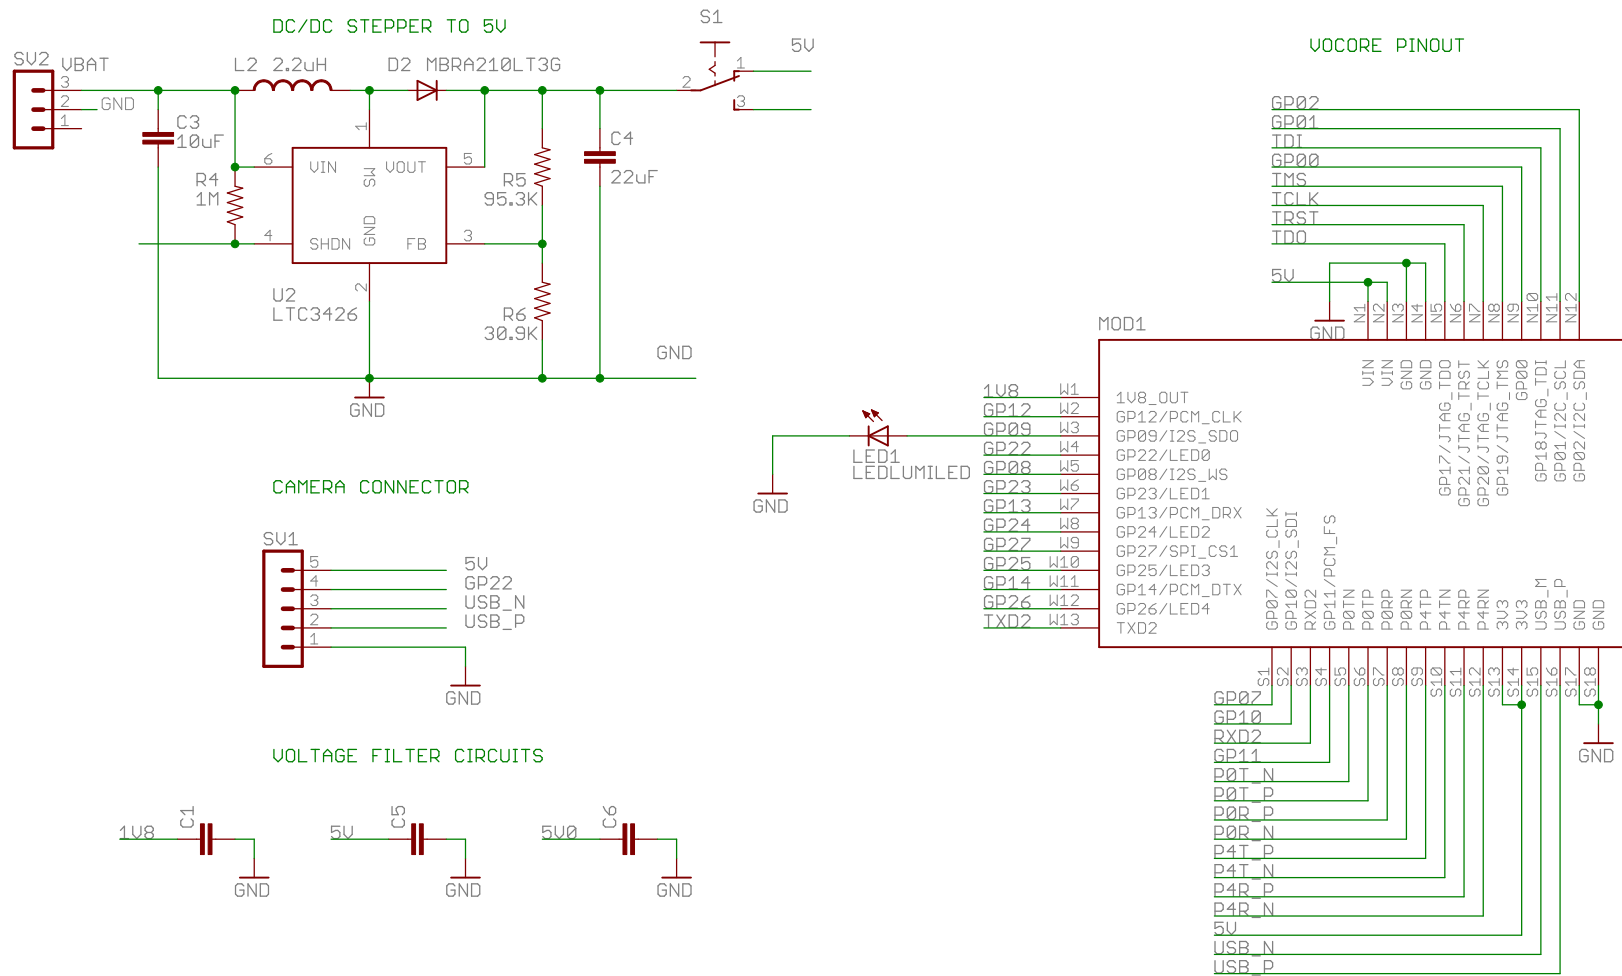 DC/DC STEPPER TO 5V
SV2
VBAT
3
2
1
GND
C3
10uF
L2 2.2uH
D2 MBRA210LT3G
S1
2
1
3
5V
R4
1M
6
4
1
5
3
2
VIN
MS
VOUT
SHDN
GND
FB
U2
LTC3426
R5
95.3K
R6
30.9K
C4
22uF
GND
GND
CAMERA CONNECTOR
SV1
5
4
3
2
1
5V
GP22
USB_N
USB_P
GND
VOLTAGE FILTER CIRCUITS
1V8
C1
GND
5V
C5
GND
5V0
C6
GND
VOCORE PINOUT
GP02
GP01
TDI
GP00
TMS
TCLK
TRST
TDO
5V
GND
MOD1
N1
N2
N3
N4
N5
N6
N7
N8
N9
N10
N11
N12
VIN
VIN
GND
GND
GP17/JTAG_TDO
GP21/JTAG_TRST
GP20/JTAG_TCLK
GP19/JTAG_TMS
GP00
GP18JTAG_TDI
GP01/I2C_SCL
GP02/I2C_SDA
LED1
LEDLUMILED
GND
1V8 W1 1V8_OUT
GP12 W2 GP12/PCM_CLK
GP09 W3 GP09/I2S_SDO
GP22 W4 GP22/LED0
GP08 W5 GP08/I2S_WS
GP23 W6 GP23/LED1
GP13 W7 GP13/PCM_DRX
GP24 W8 GP24/LED2
GP27 W9 GP27/SPI_CS1
GP25 W10 GP25/LED3
GP14 W11 GP14/PCM_DTX
GP26 W12 GP26/LED4
TXD2 W13 TXD2
GP07/I2S_CLK
GP10/I2S_SDI
RXD2
GP11/PCM_FS
P0TN
P0TP
P0RP
P0RN
P4TP
P4TN
P4RP
P4RN
3V3
3V3
USB_M
USB_P
GND
GND
S1
S2
S3
S4
S5
S6
S7
S8
S9
S10
S11
S12
S13
S14
S15
S16
S17
S18
GP07
GP10
RXD2
GP11
P0T_N
P0T_P
P0R_P
P0R_N
P4T_P
P4T_N
P4R_P
P4R_N
5V
USB_N
USB_P
GND